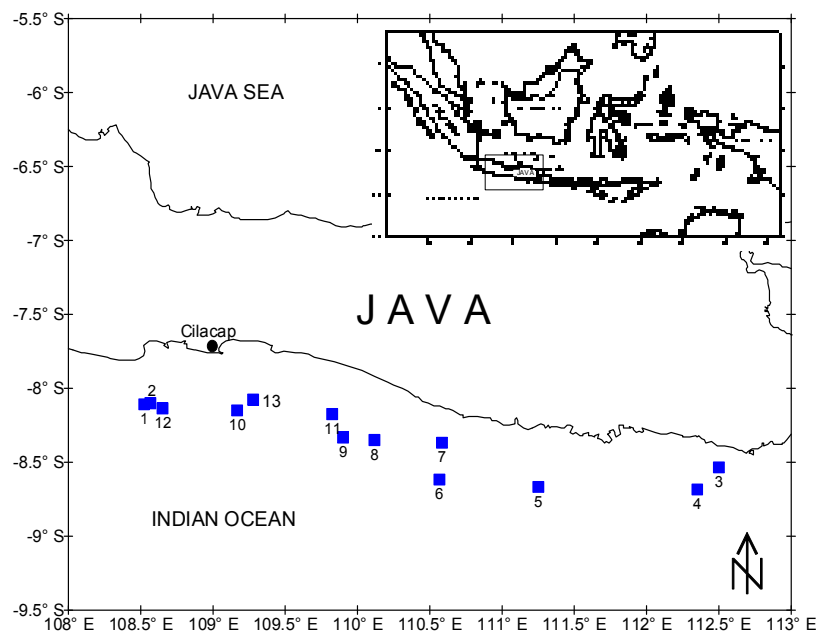 -5.5° S
-6° S
-6.5° S
-7° S
-7.5° S
-8° S
-8.5° S
-9° S
-9.5° S
JAVA SEA
JAVA
J A V A
Cilacap
2
1
12
10
13
11
9
8
7
6
5
3
4
INDIAN OCEAN
N
108° E
108.5° E
109° E
109.5° E
110° E
110.5° E
111° E
111.5° E
112° E
112.5° E
113° E